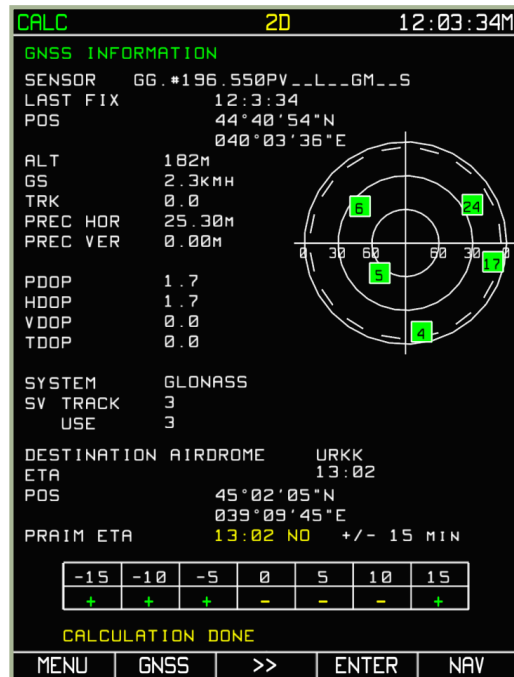 CALC 2D 12:03:34M
GNSS INFORMATION
SENSOR GG.#196.550PV__L__GM__S
LAST FIX 12:3:34
POS 44°40'54"N
040°03'36"E
ALT 182M
GS 2.3KMH
TRK 0.0
PREC HOR 25.30M
PREC VER 0.00M
6 24
0 30 60 60 30 0
17
5
4
PDOP 1.7
HDOP 1.7
VDOP 0.0
TDOP 0.0
SYSTEM GLONASS
SV TRACK 3
USE 3
DESTINATION AIRDROME URKK
ETA 13:02
POS 45°02'05"N
039°09'45"E
PRAIM ETA 13:02 NO +/- 15 MIN
-15 -10 -5 0 5 10 15
+ + + - - - +
CALCULATION DONE
MENU GNSS >> ENTER NAV